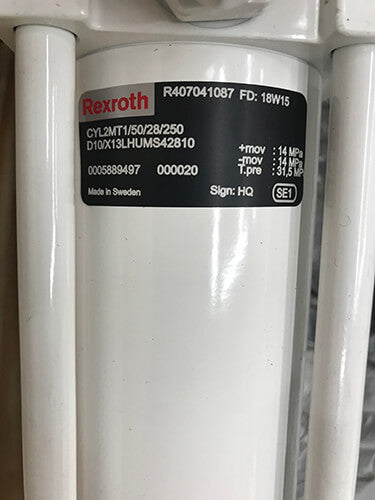 Rexroth R407041087 FD: 18W15
CYL2MT1/50/28/250
D10/X13LHUMS42810
+mov : 14 MPa
-mov : 14 MPa
0005889497 000020 T.pre : 31,5 MP
Made in Sweden Sign: HQ SE1